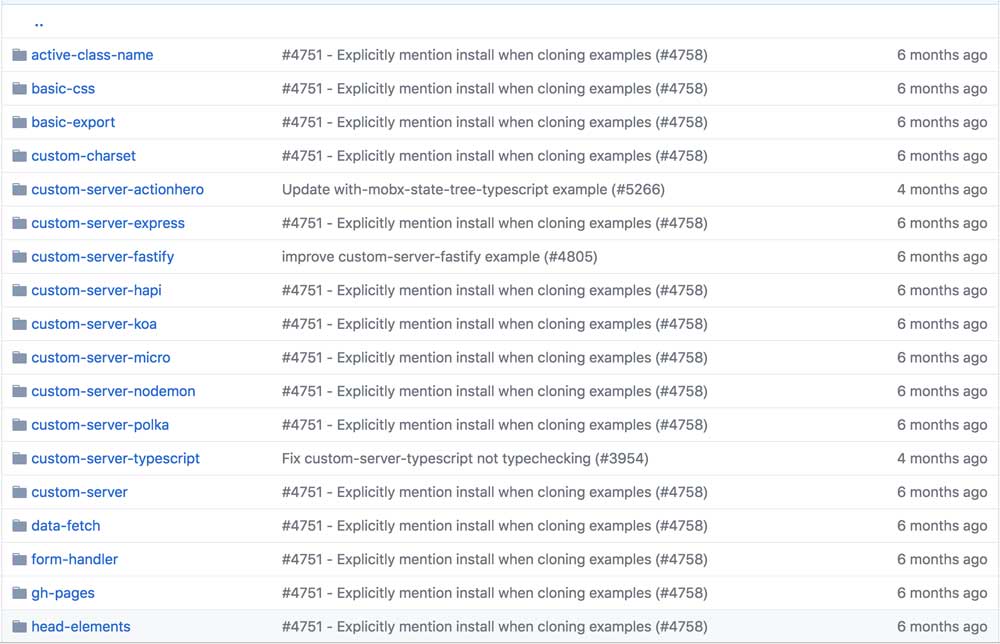 ..
active-class-name #4751 - Explicitly mention install when cloning examples (#4758) 6 months ago
basic-css #4751 - Explicitly mention install when cloning examples (#4758) 6 months ago
basic-export #4751 - Explicitly mention install when cloning examples (#4758) 6 months ago
custom-charset #4751 - Explicitly mention install when cloning examples (#4758) 6 months ago
custom-server-actionhero Update with-mobx-state-tree-typescript example (#5266) 4 months ago
custom-server-express #4751 - Explicitly mention install when cloning examples (#4758) 6 months ago
custom-server-fastify improve custom-server-fastify example (#4805) 6 months ago
custom-server-hapi #4751 - Explicitly mention install when cloning examples (#4758) 6 months ago
custom-server-koa #4751 - Explicitly mention install when cloning examples (#4758) 6 months ago
custom-server-micro #4751 - Explicitly mention install when cloning examples (#4758) 6 months ago
custom-server-nodemon #4751 - Explicitly mention install when cloning examples (#4758) 6 months ago
custom-server-polka #4751 - Explicitly mention install when cloning examples (#4758) 6 months ago
custom-server-typescript Fix custom-server-typescript not typechecking (#3954) 4 months ago
custom-server #4751 - Explicitly mention install when cloning examples (#4758) 6 months ago
data-fetch #4751 - Explicitly mention install when cloning examples (#4758) 6 months ago
form-handler #4751 - Explicitly mention install when cloning examples (#4758) 6 months ago
gh-pages #4751 - Explicitly mention install when cloning examples (#4758) 6 months ago
head-elements #4751 - Explicitly mention install when cloning examples (#4758) 6 months ago